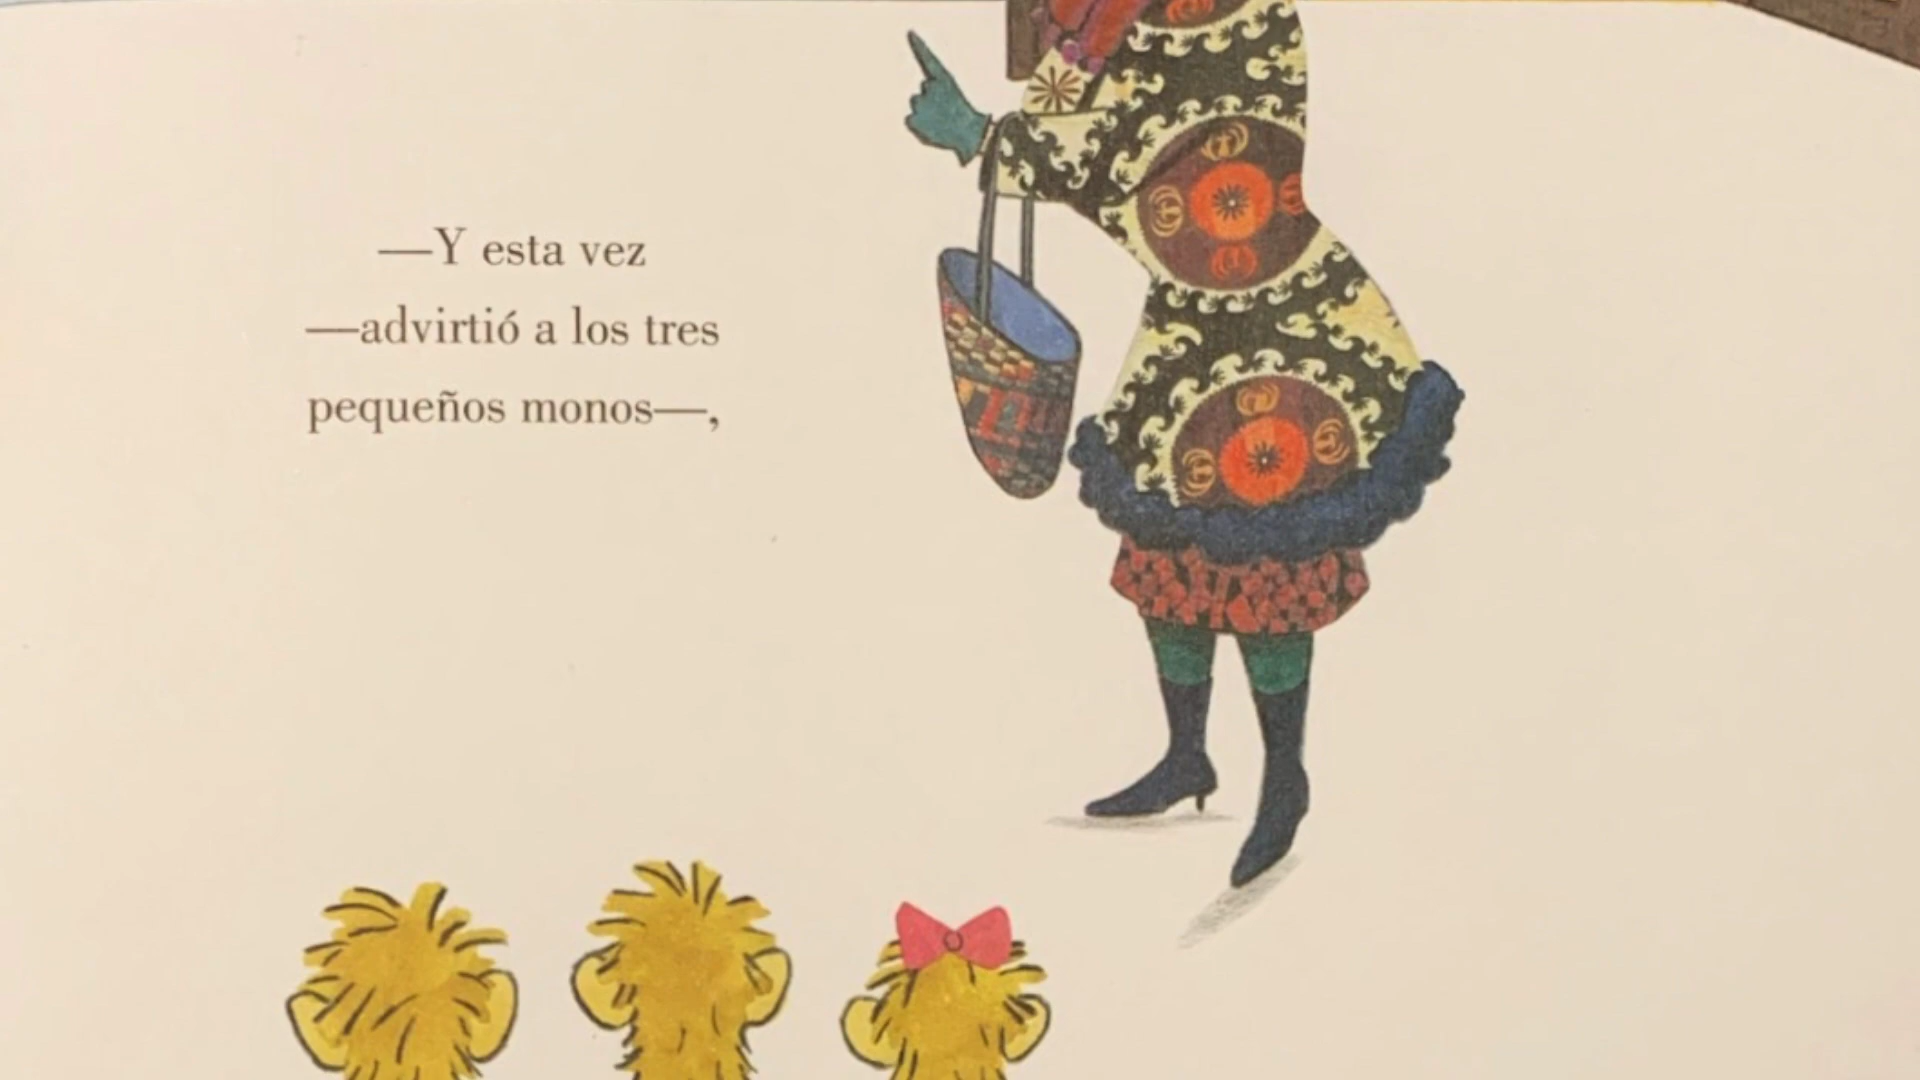 —Y esta vez
—advirtió a los tres
pequeños monos—,